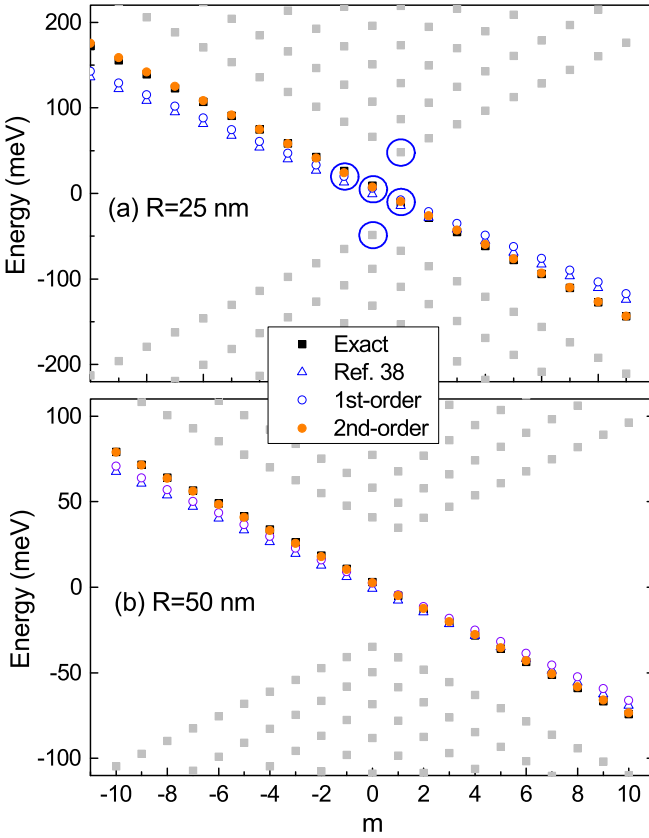 200
100
0
-100
-200
Energy (meV)
(a) R=25 nm
Exact
Ref. 38
1st-order
2nd-order
100
50
0
-50
-100
Energy (meV)
(b) R=50 nm
-10 -8 -6 -4 -2 0 2 4 6 8 10
m